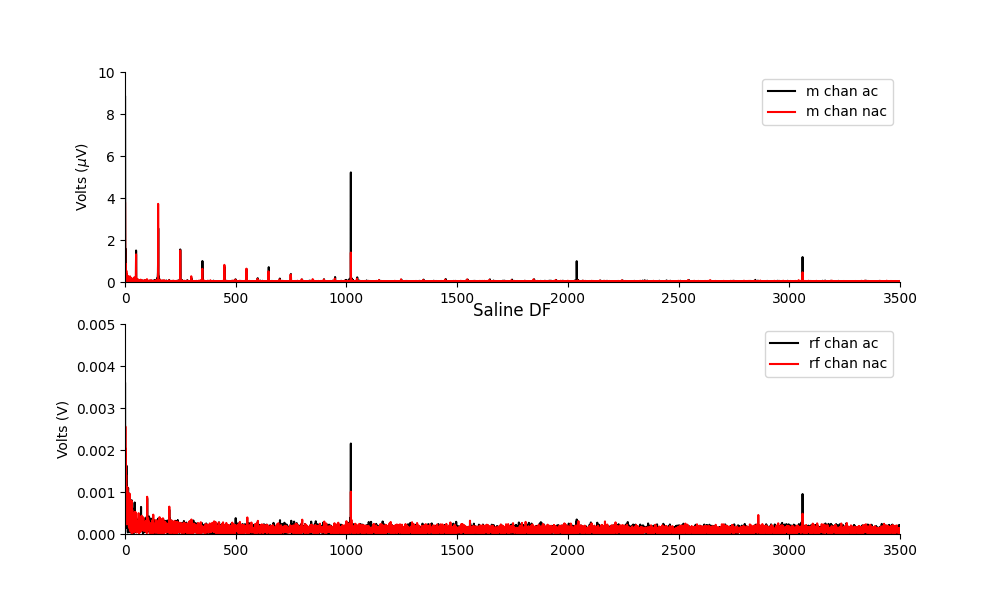 10
8
6
4
2
0
Volts (μV)
m chan ac
m chan nac
0 500 1000 1500 2000 2500 3000 3500
Saline DF
0.005
0.004
0.003
0.002
0.001
0.000
Volts (V)
rf chan ac
rf chan nac
0 500 1000 1500 2000 2500 3000 3500